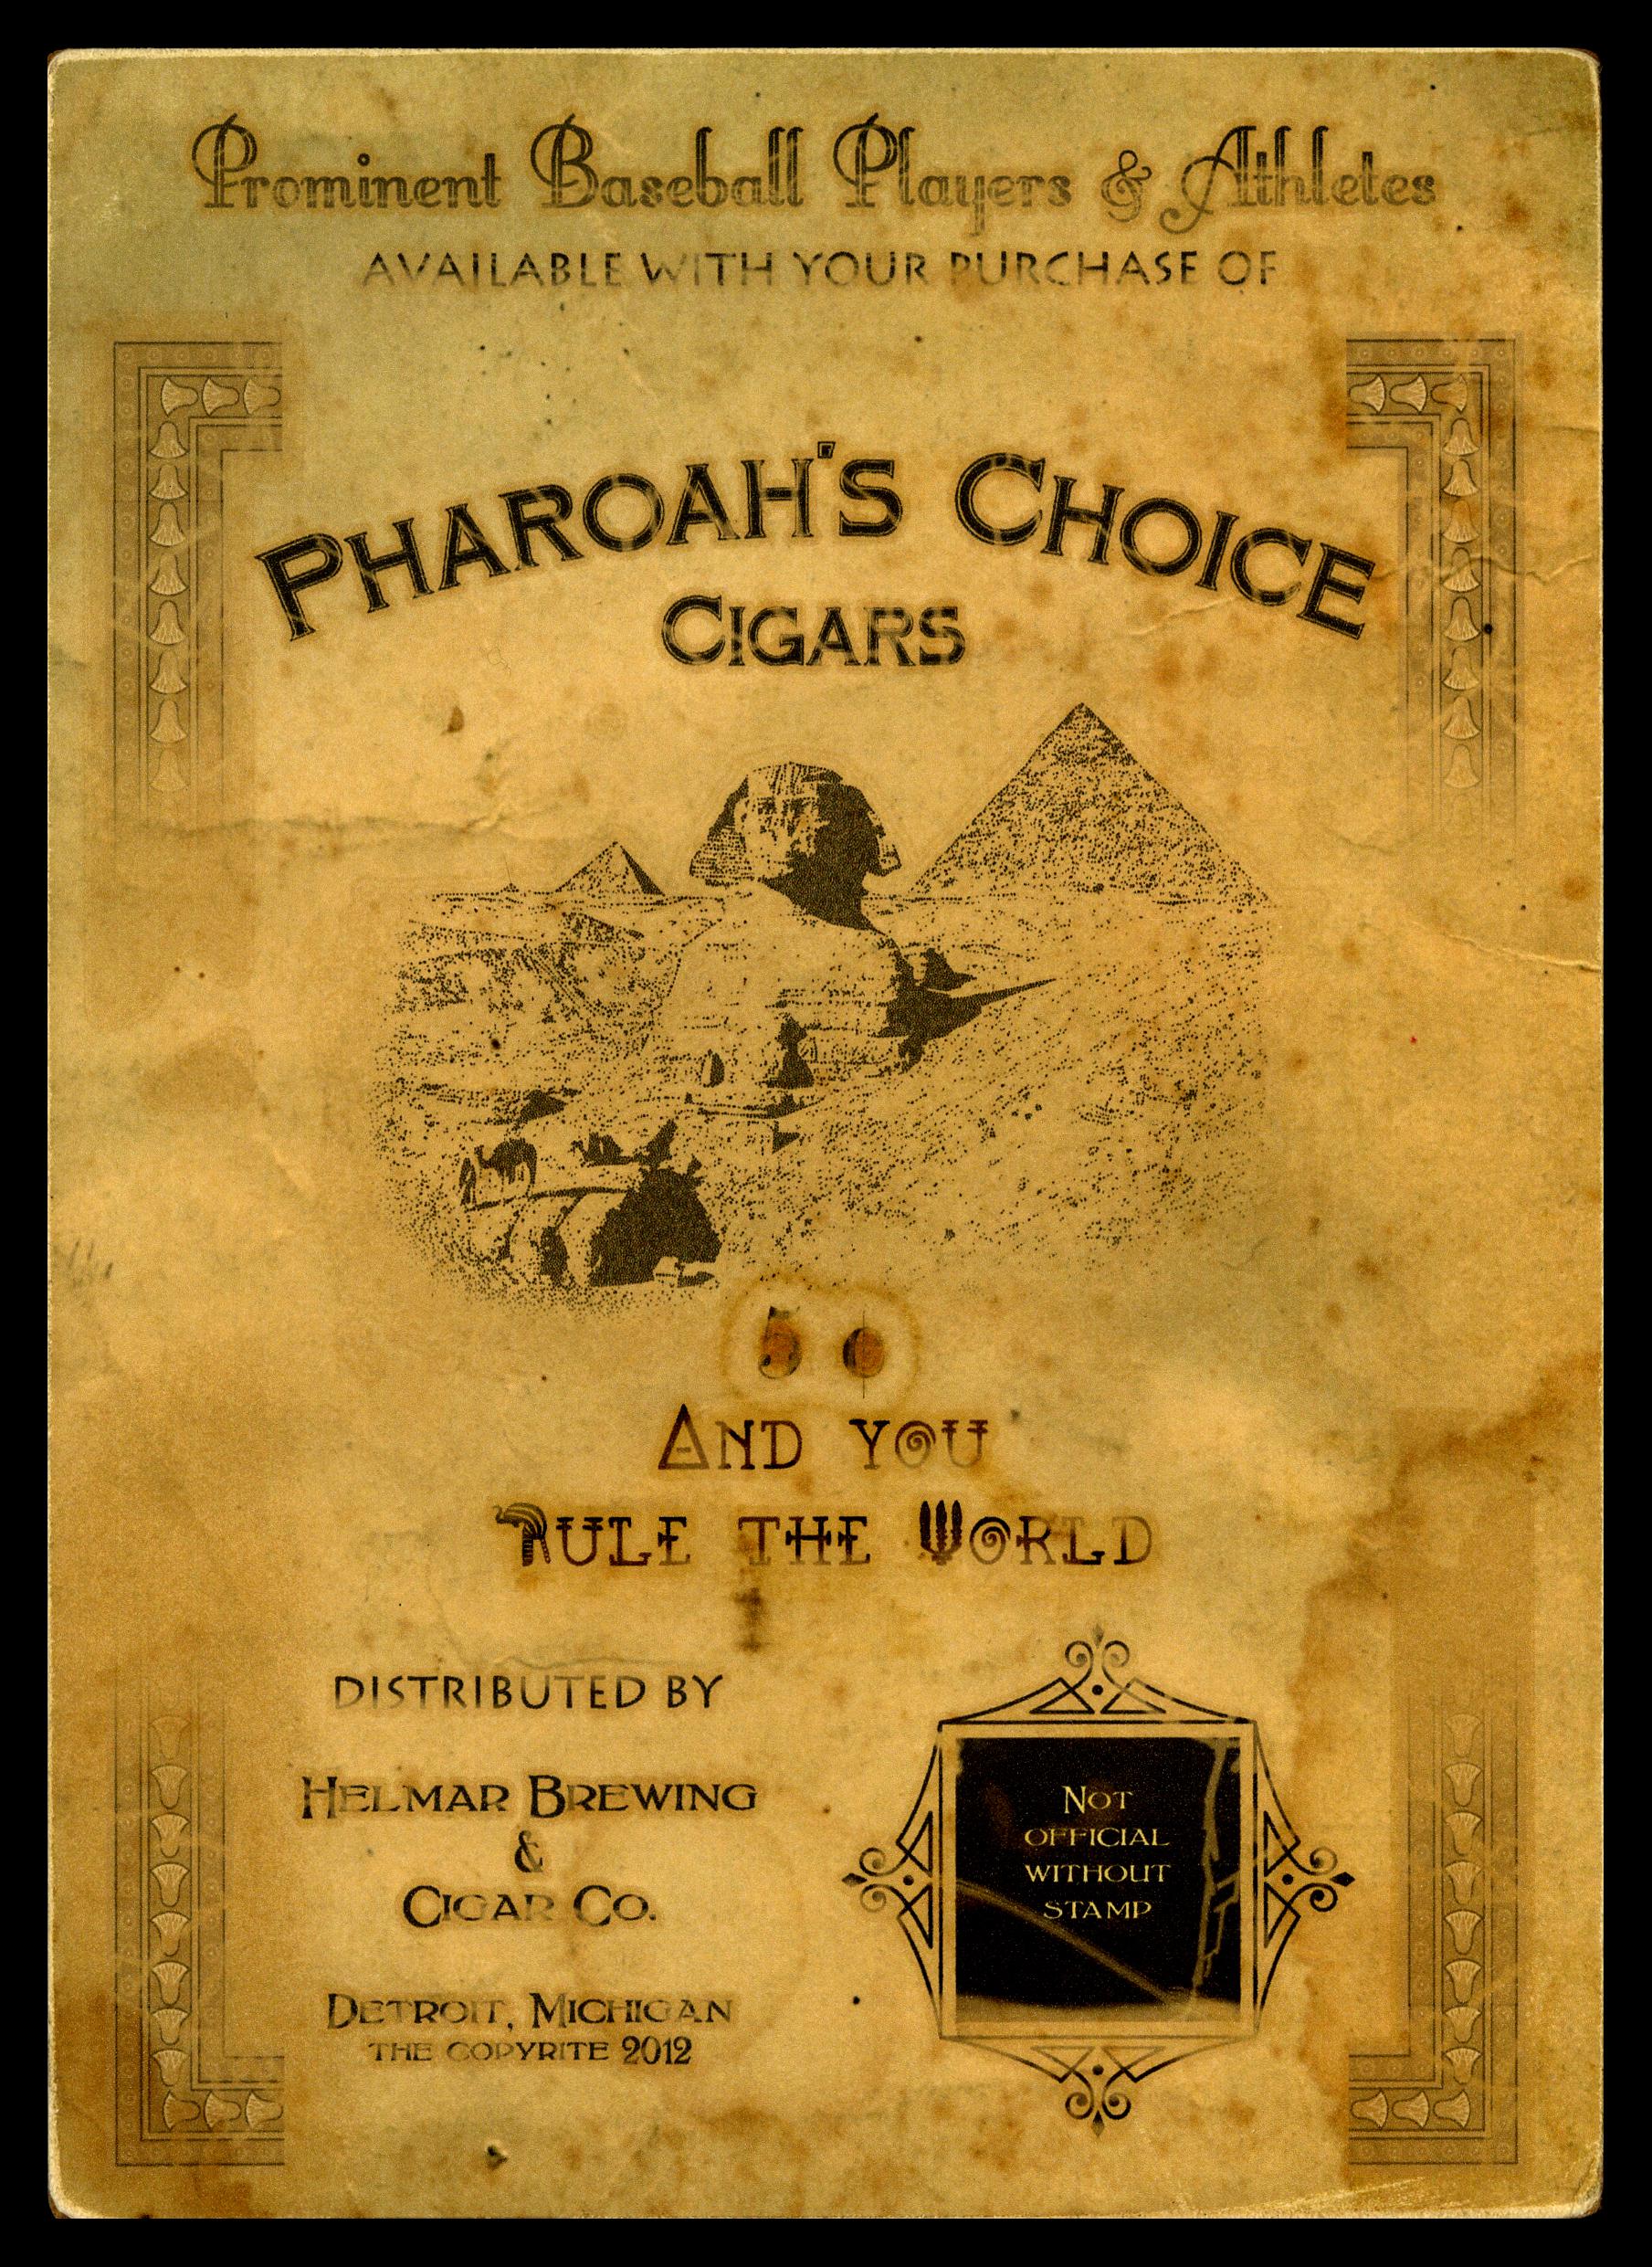 Prominent Baseball Players & Athletes
AVAILABLE WITH YOUR PURCHASE OF
PHAROAH'S CHOICE
CIGARS
5 ¢
AND YOU
RULE THE WORLD
DISTRIBUTED BY
HELMAR BREWING
&
CIGAR CO.
DETROIT, MICHIGAN
THE COPYRITE 2012
NOT
OFFICIAL
WITHOUT
STAMP